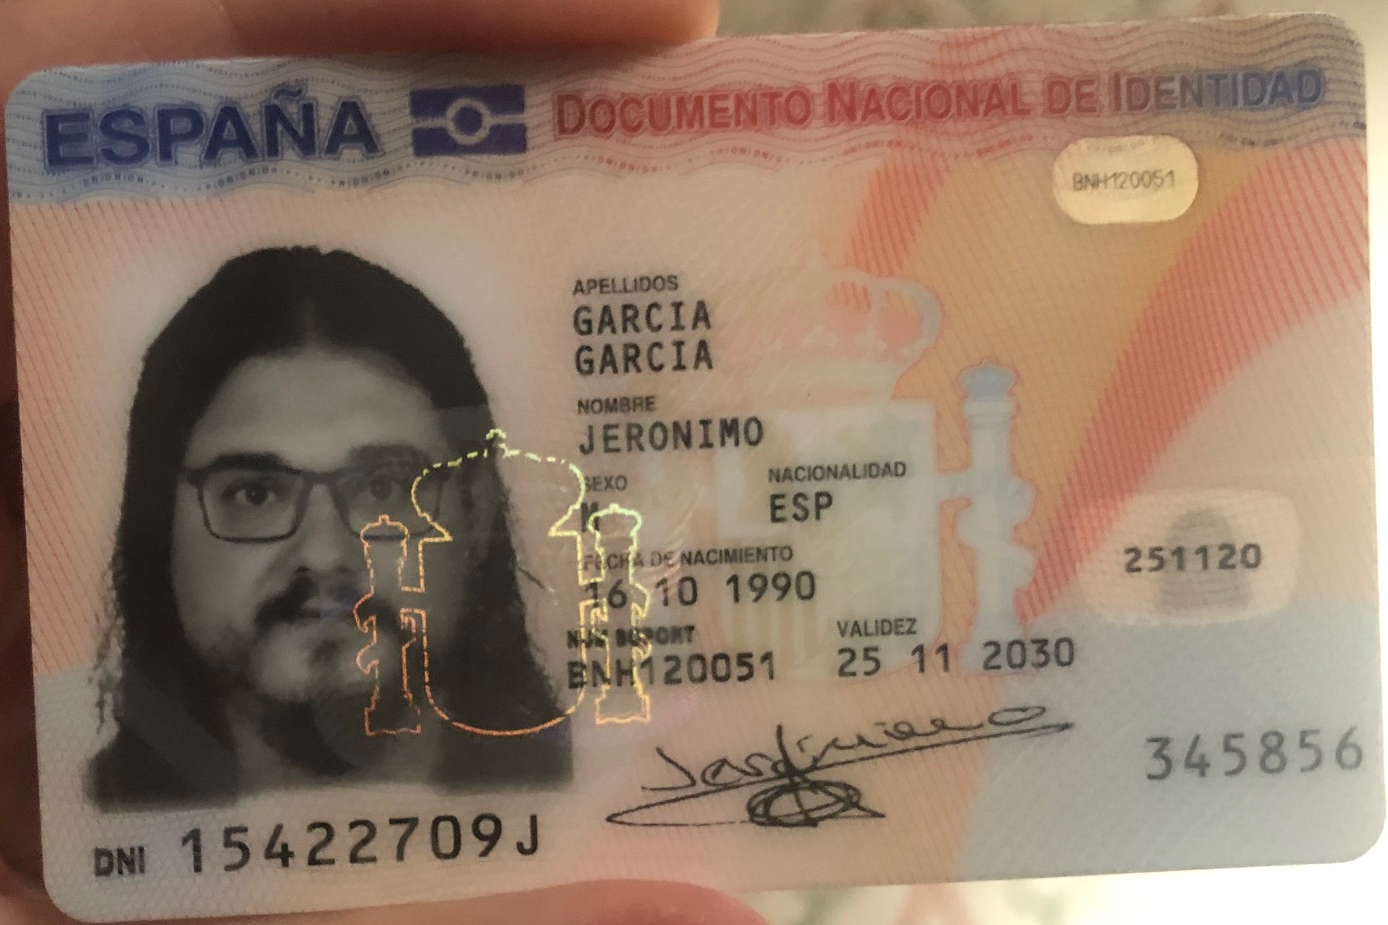 ESPAÑA DOCUMENTO NACIONAL DE IDENTIDAD
BNH120051
APELLIDOS
GARCIA
GARCIA
NOMBRE
JERONIMO
SEXO NACIONALIDAD
M ESP
FECHA DE NACIMIENTO
16 10 1990
251120
NUM SOPORT VALIDEZ
BNH120051 25 11 2030
345856
DNI 15422709J